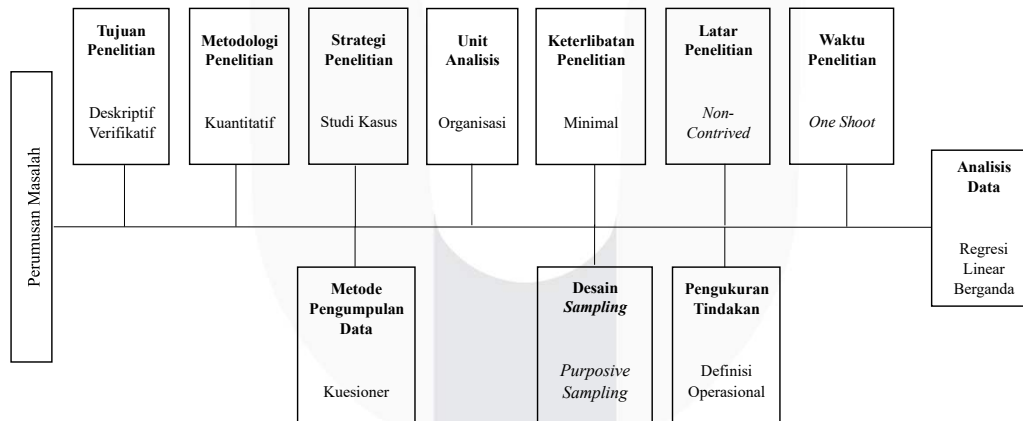 Perumusan Masalah
Tujuan
Penelitian
Deskriptif
Verifikatif
Metodologi
Penelitian
Kuantitatif
Strategi
Penelitian
Studi Kasus
Unit
Analisis
Organisasi
Keterlibatan
Penelitian
Minimal
Latar
Penelitian
Non-
Contrived
Waktu
Penelitian
One Shoot
Metode
Pengumpulan
Data
Kuesioner
Desain
Sampling
Purposive
Sampling
Pengukuran
Tindakan
Definisi
Operasional
Analisis
Data
Regresi
Linear
Berganda